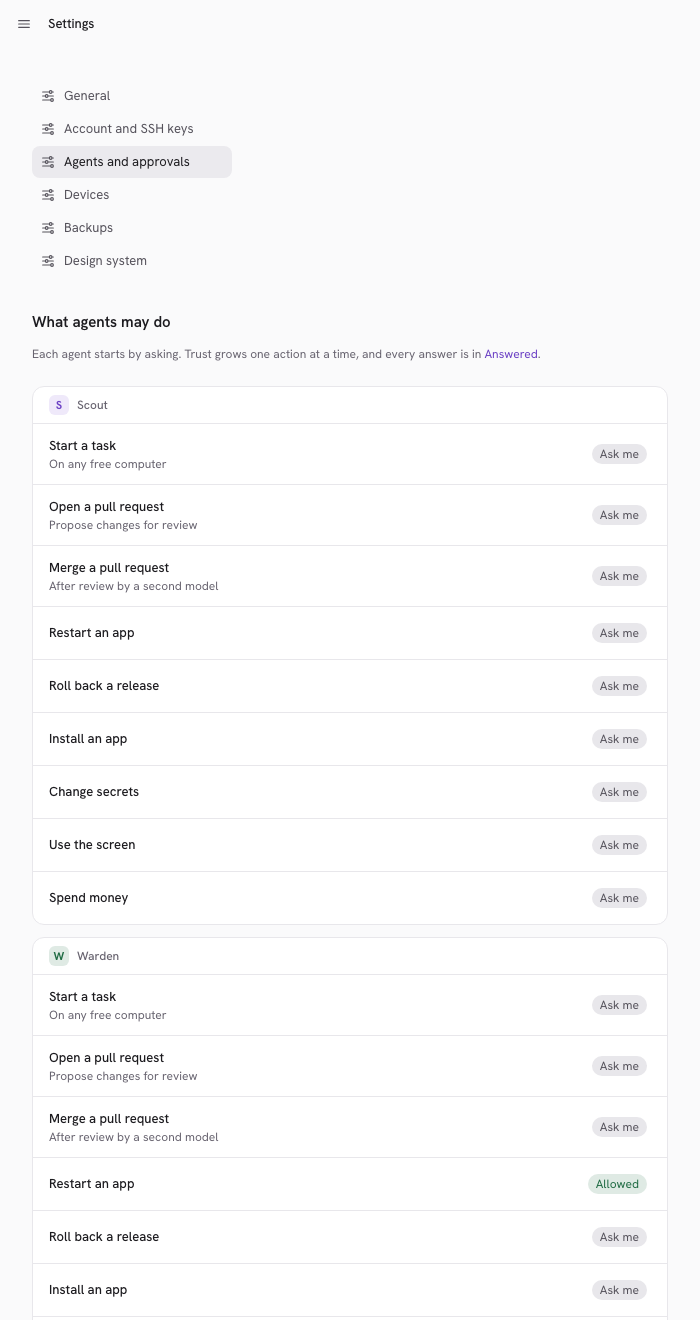 Settings
General
Account and SSH keys
Agents and approvals
Devices
Backups
Design system
What agents may do
Each agent starts by asking. Trust grows one action at a time, and every answer is in Answered.
S Scout
Start a task
On any free computer
Ask me
Open a pull request
Propose changes for review
Ask me
Merge a pull request
After review by a second model
Ask me
Restart an app
Ask me
Roll back a release
Ask me
Install an app
Ask me
Change secrets
Ask me
Use the screen
Ask me
Spend money
Ask me
W Warden
Start a task
On any free computer
Ask me
Open a pull request
Propose changes for review
Ask me
Merge a pull request
After review by a second model
Ask me
Restart an app
Allowed
Roll back a release
Ask me
Install an app
Ask me